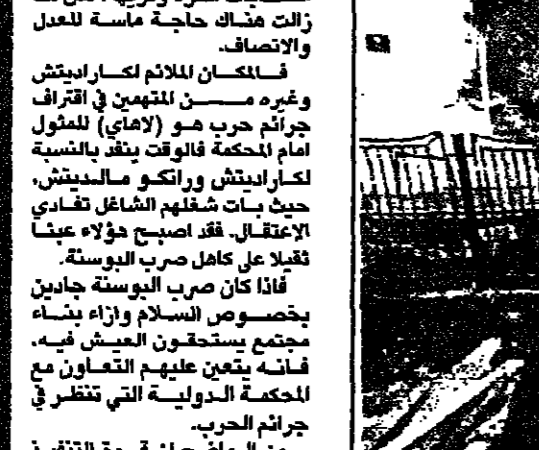 زالت هناك حاجة ماسة للعدل
والانصاف.
فالمكان الملائم لكاراديتش
وغيره من المتهمين في اقتراف
جرائم حرب هو (لاهاي) للمثول
امام المحكمة فالوقت ينفد بالنسبة
لكاراديتش وراتكو مالديتش،
حيث بات شغلهم الشاغل تفادي
الإعتقال. فقد اصبح هؤلاء عبئا
ثقيلا على كاهل صرب البوسنة.
فاذا كان صرب البوسنة جادين
بخصوص السلام وازاء بناء
مجتمع يستحقون العيش فيه،
فانه يتعين عليهم التعاون مع
المحكمة الدولية التي تنظر في
جرائم الحرب.